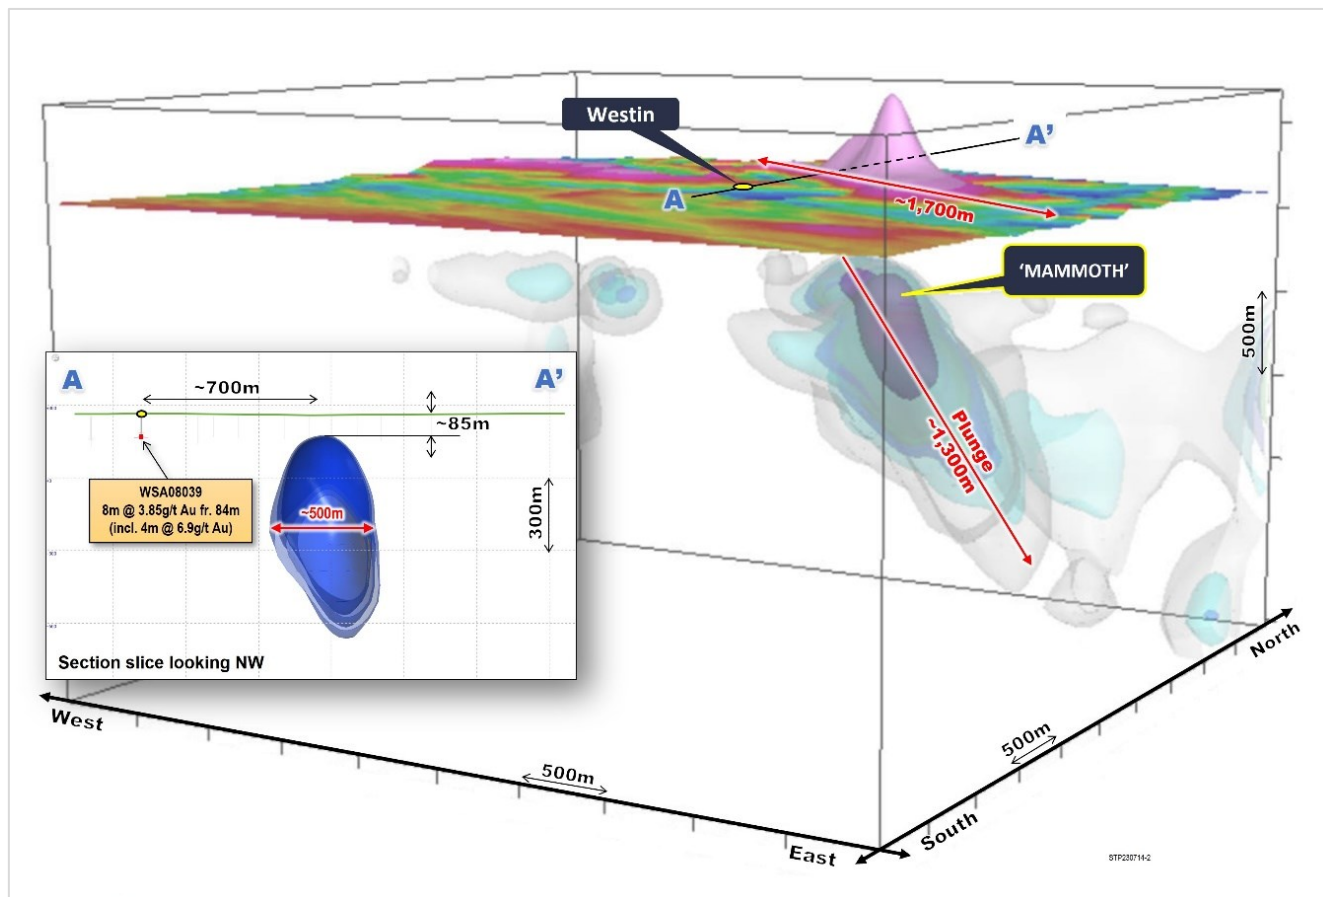 Westin
A'
A
~1,700m
'MAMMOTH'
500m
Plunge
~1,300m
A
A'
~700m
~85m
WSA08039
8m @ 3.85g/t Au fr. 84m
(incl. 4m @ 6.9g/t Au)
~500m
300m
Section slice looking NW
West
500m
East
South
500m
North
STP230714-2